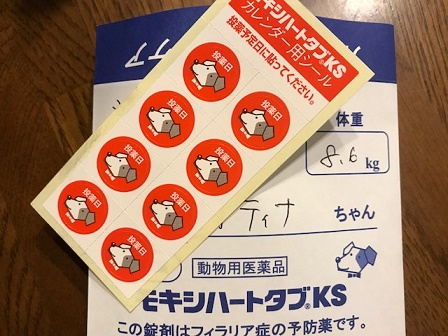 モキシハートタブKS
カレンダー用シール
投薬予定日に貼ってください。
投薬日
投薬日
投薬日
投薬日
投薬日
投薬日
投薬日
投薬日
体重
8.6 kg
ティナ ちゃん
動物用医薬品
モキシハートタブKS
この錠剤はフィラリア症の予防薬です。